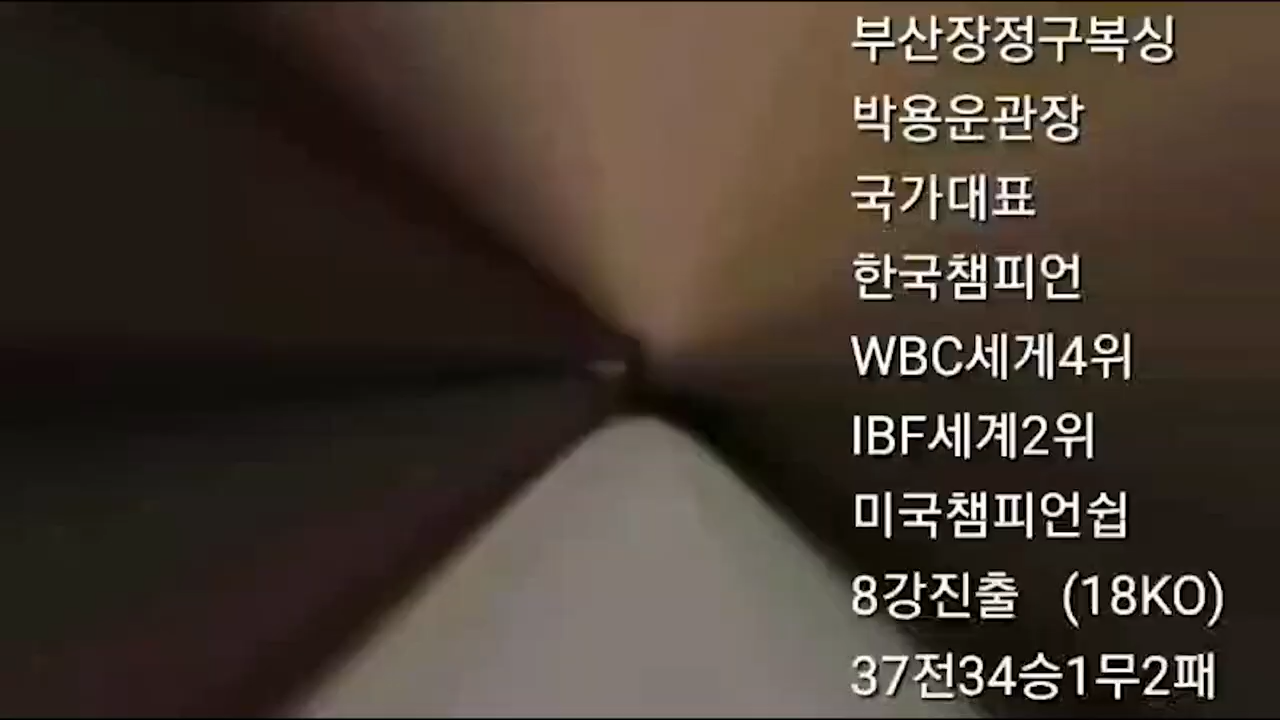 부산장정구복싱
박용운관장
국가대표
한국챔피언
WBC세게4위
IBF세계2위
미국챔피언쉽
8강진출 (18KO)
37전34승1무2패